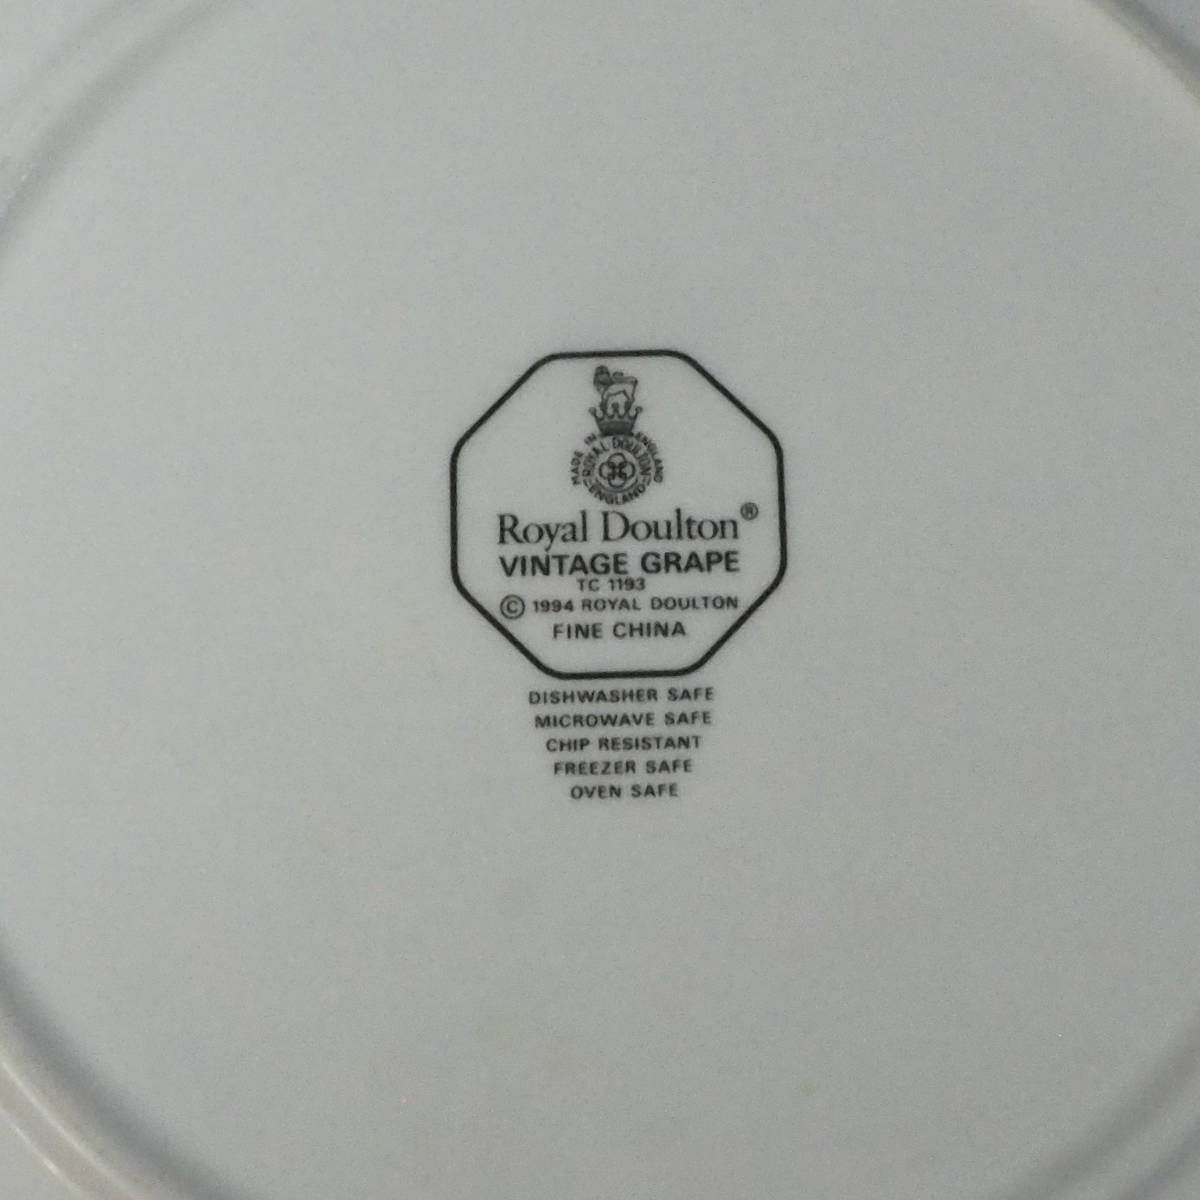 MADE IN ENGLAND
ROYAL DOULTON
ENGLAND
Royal Doulton®
VINTAGE GRAPE
TC 1193
© 1994 ROYAL DOULTON
FINE CHINA
DISHWASHER SAFE
MICROWAVE SAFE
CHIP RESISTANT
FREEZER SAFE
OVEN SAFE